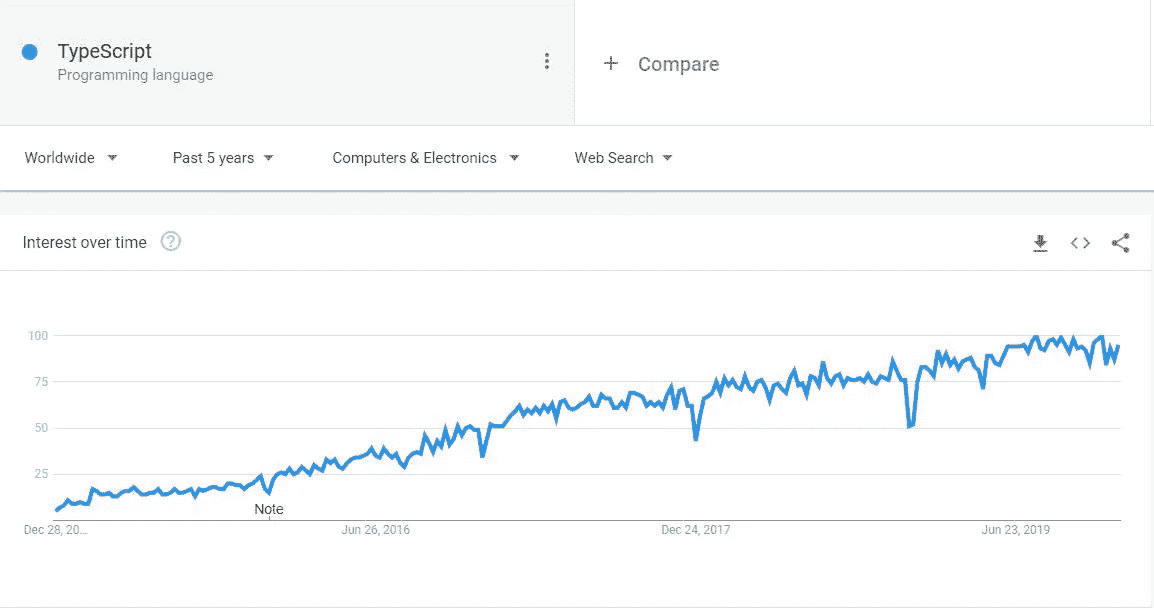 TypeScript
Programming language
+ Compare
Worldwide
Past 5 years
Computers & Electronics
Web Search
Interest over time ?
100
75
50
25
Note
Dec 28, 20...
Jun 26, 2016
Dec 24, 2017
Jun 23, 2019